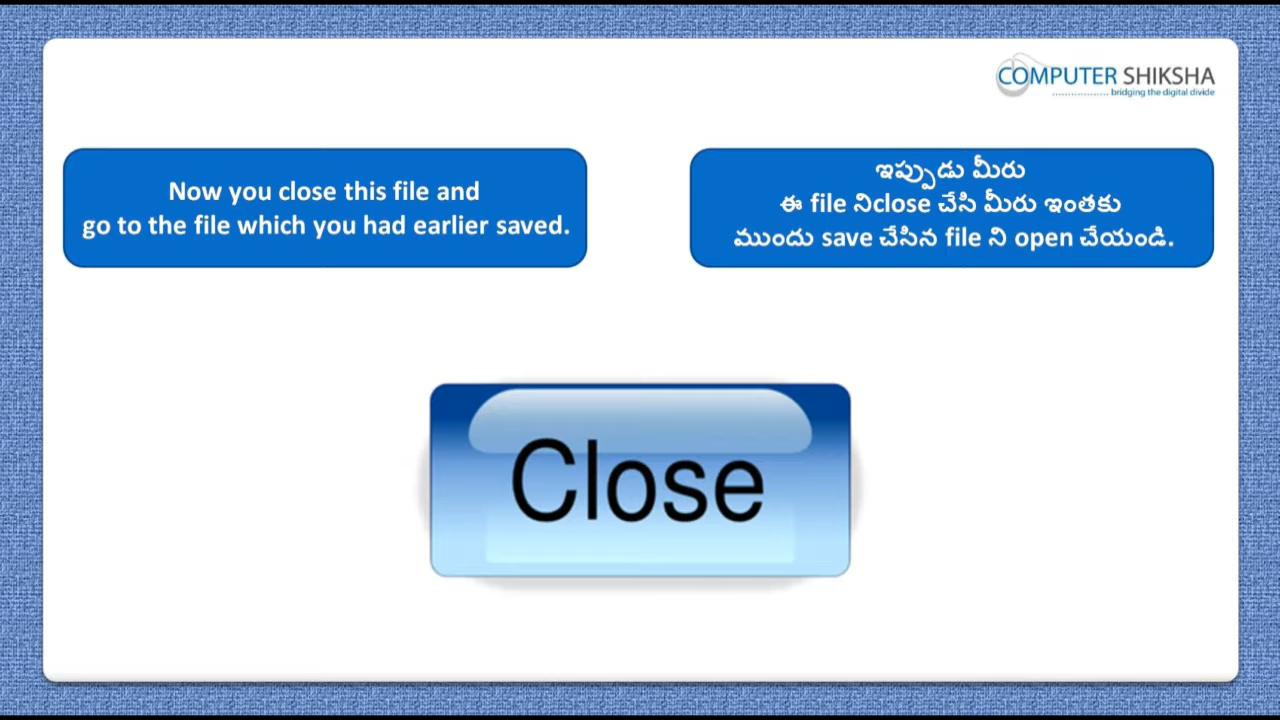 COMPUTER SHIKSHA
.................. bridging the digital divide
Now you close this file and
go to the file which you had earlier saved.
ఇప్పుడు మీరు
ఈ file నిclose చేసి మీరు ఇంతకు
ముందు save చేసిన file ని open చేయండి.
Close